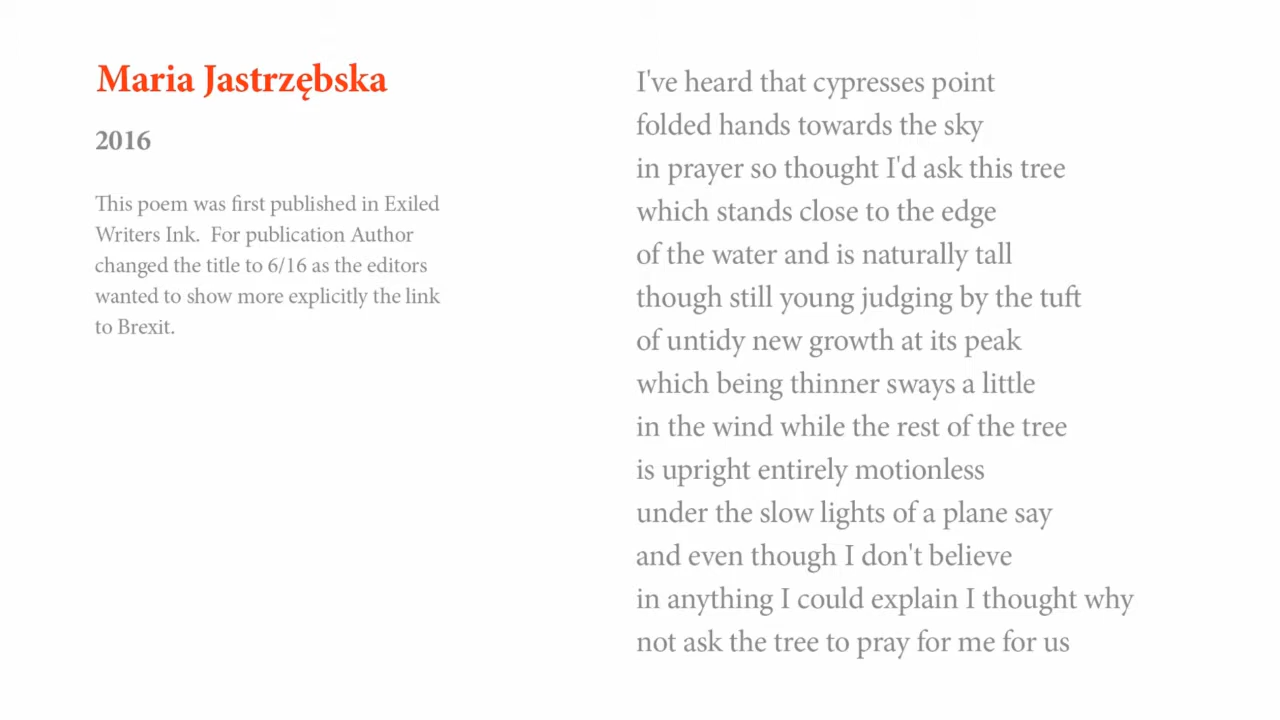 Maria Jastrzębska
2016
This poem was first published in Exiled
Writers Ink.  For publication Author
changed the title to 6/16 as the editors
wanted to show more explicitly the link
to Brexit.
I've heard that cypresses point
folded hands towards the sky
in prayer so thought I'd ask this tree
which stands close to the edge
of the water and is naturally tall
though still young judging by the tuft
of untidy new growth at its peak
which being thinner sways a little
in the wind while the rest of the tree
is upright entirely motionless
under the slow lights of a plane say
and even though I don't believe
in anything I could explain I thought why
not ask the tree to pray for me for us